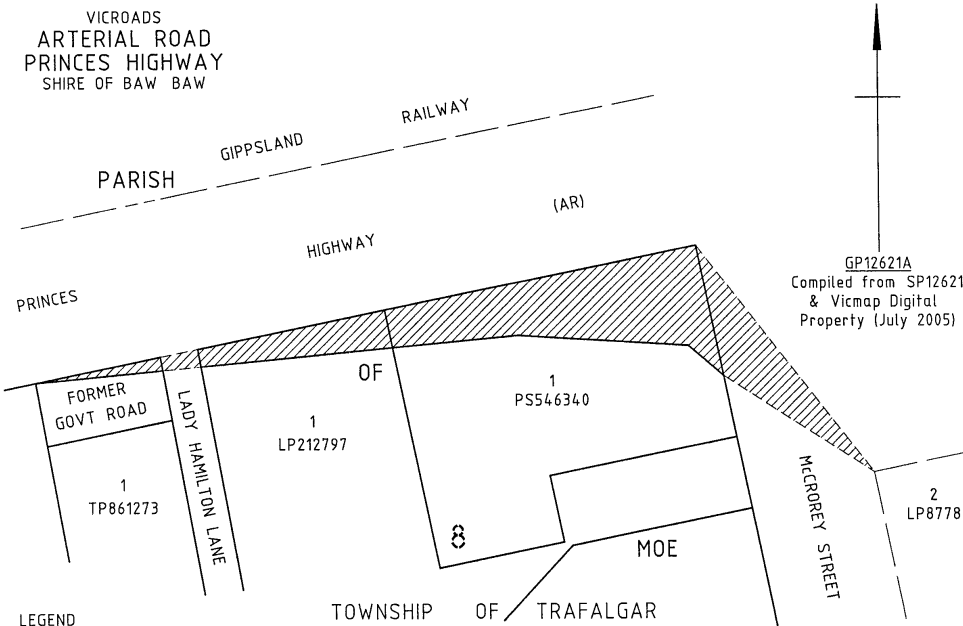 VICROADS
ARTERIAL ROAD
PRINCES HIGHWAY
SHIRE OF BAW BAW
RAILWAY
GIPPSLAND
PARISH
(AR)
HIGHWAY
PRINCES
GP12621A
Compiled from SP12621
& Vicmap Digital
Property (July 2005)
OF
FORMER
GOVT ROAD
LADY HAMILTON LANE
1
LP212797
1
PS546340
1
TP861273
McCROREY STREET
2
LP8778
8
MOE
TOWNSHIP OF TRAFALGAR
LEGEND